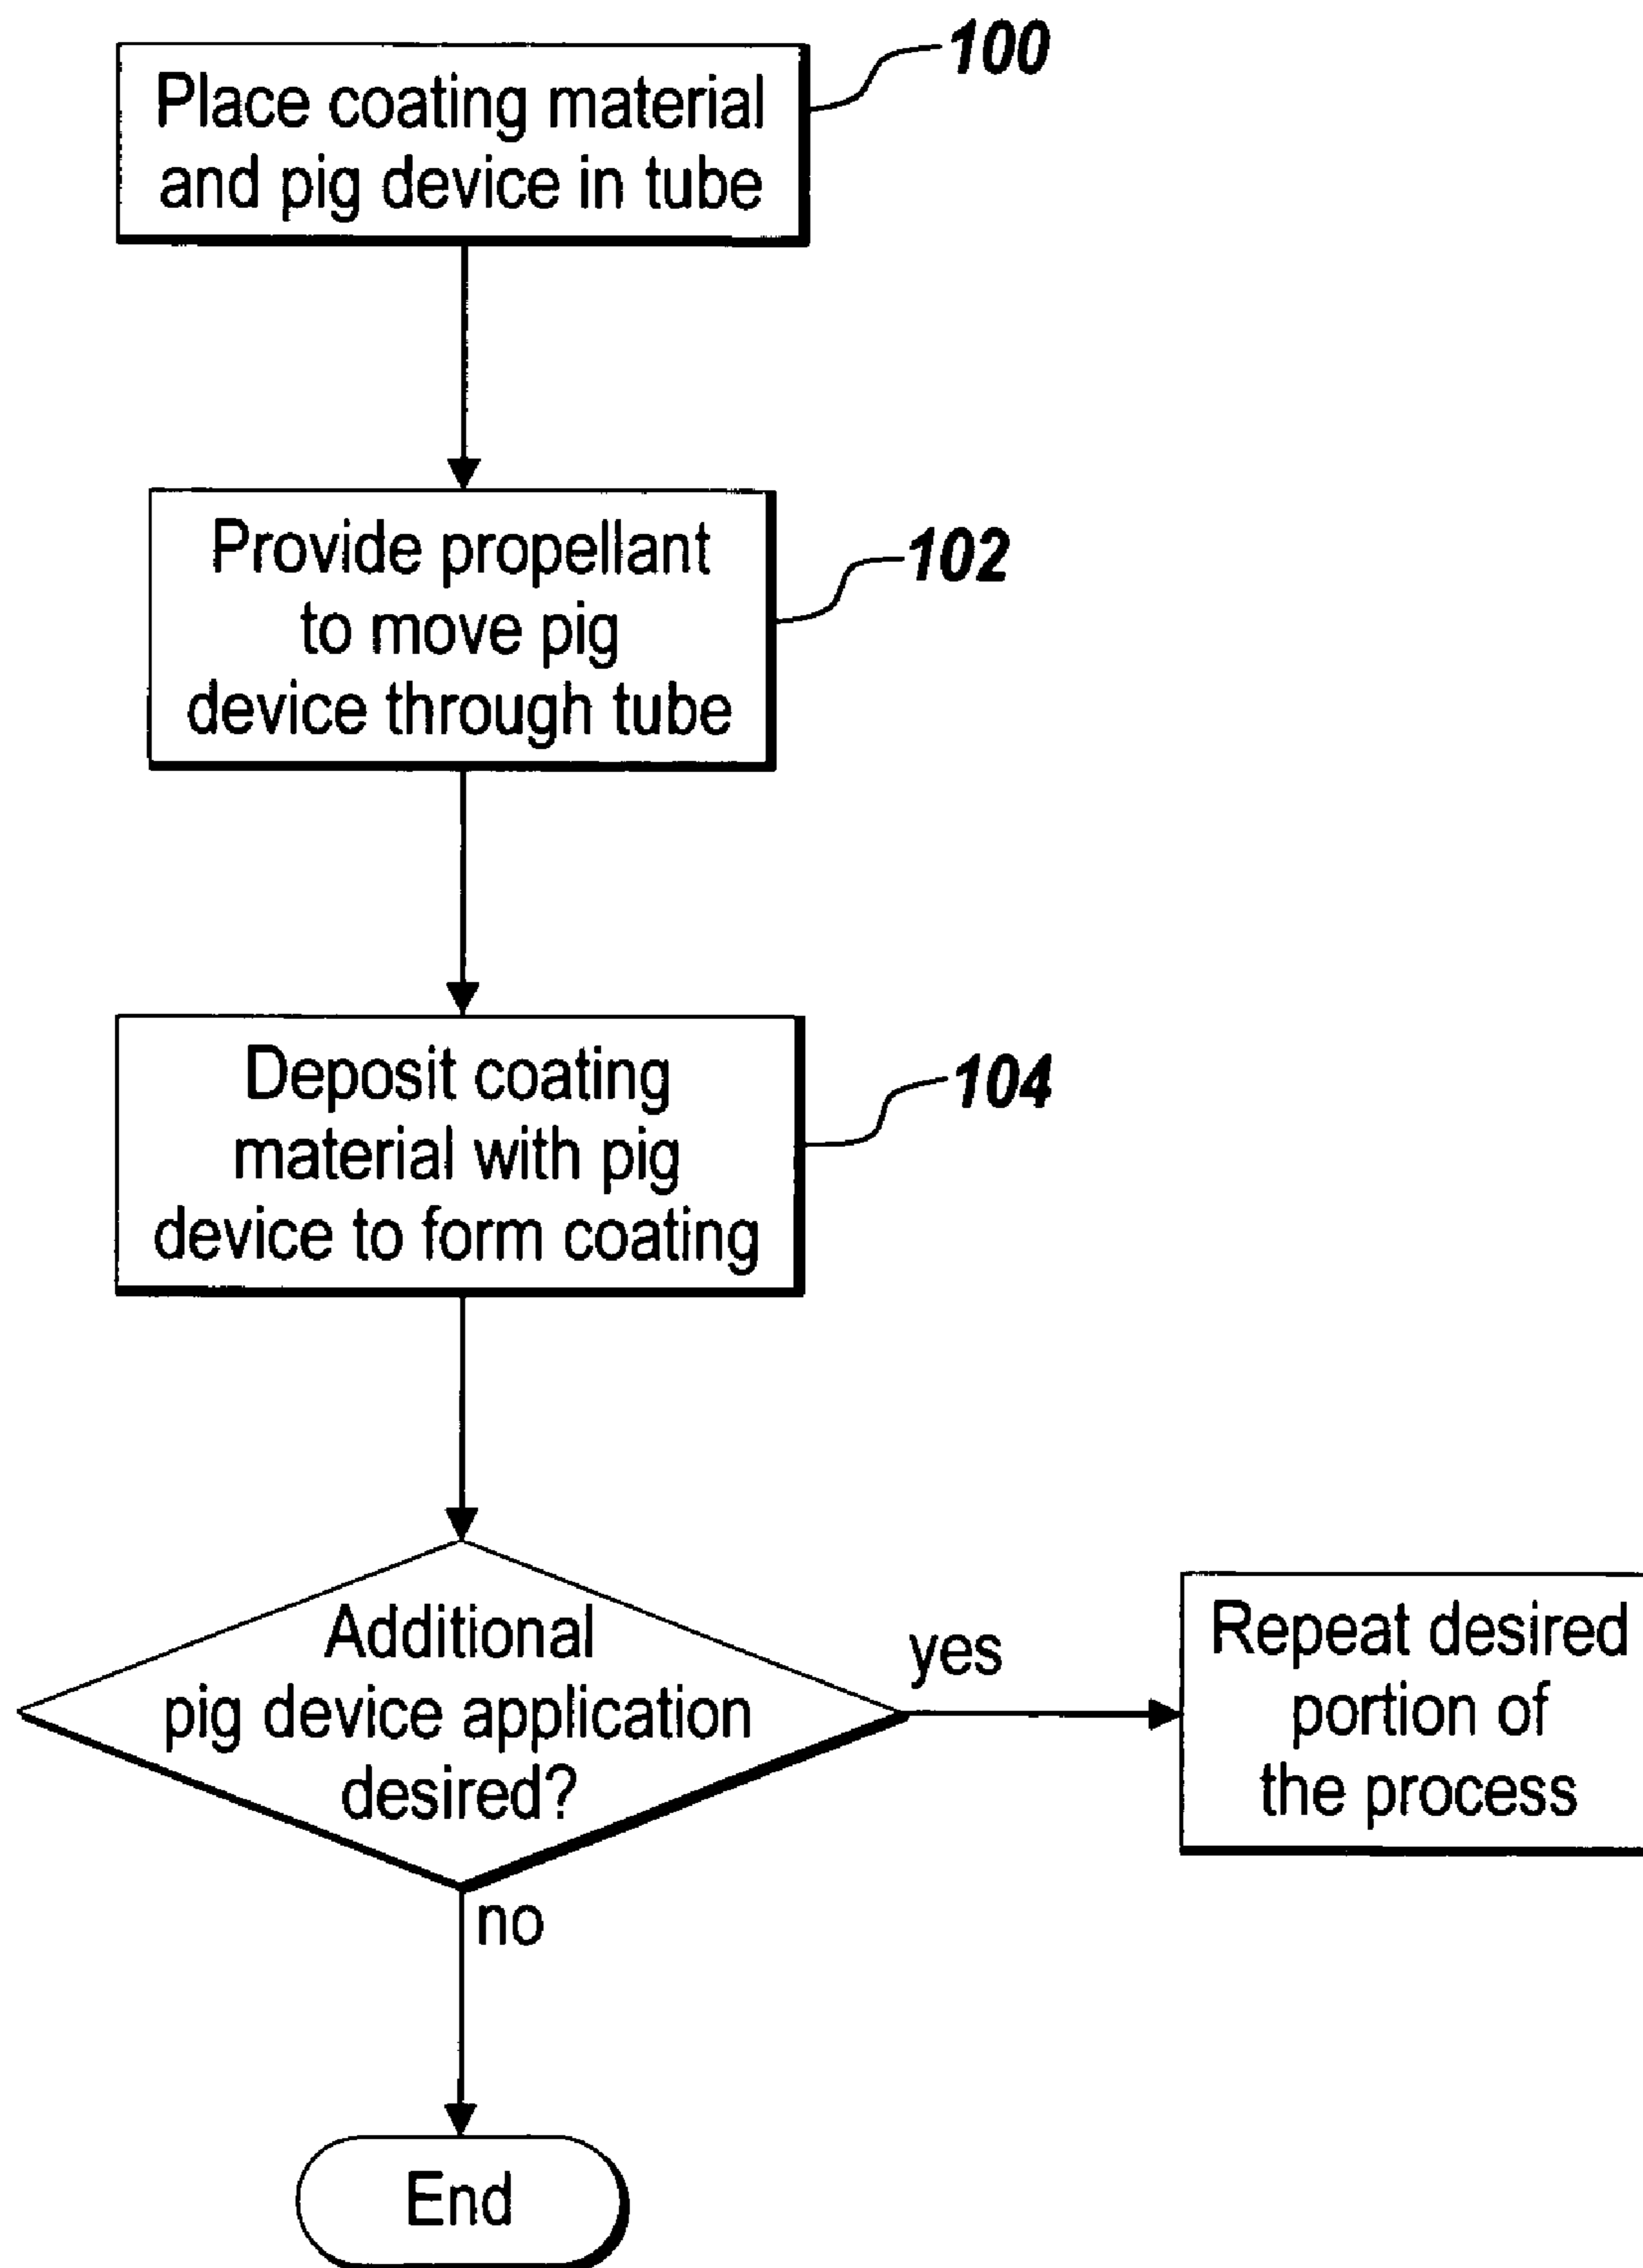 100
Place coating material
and pig device in tube
102
Provide propellant
to move pig
device through tube
104
Deposit coating
material with pig
device to form coating
Additional
pig device application
desired?
yes
Repeat desired
portion of
the process
no
End